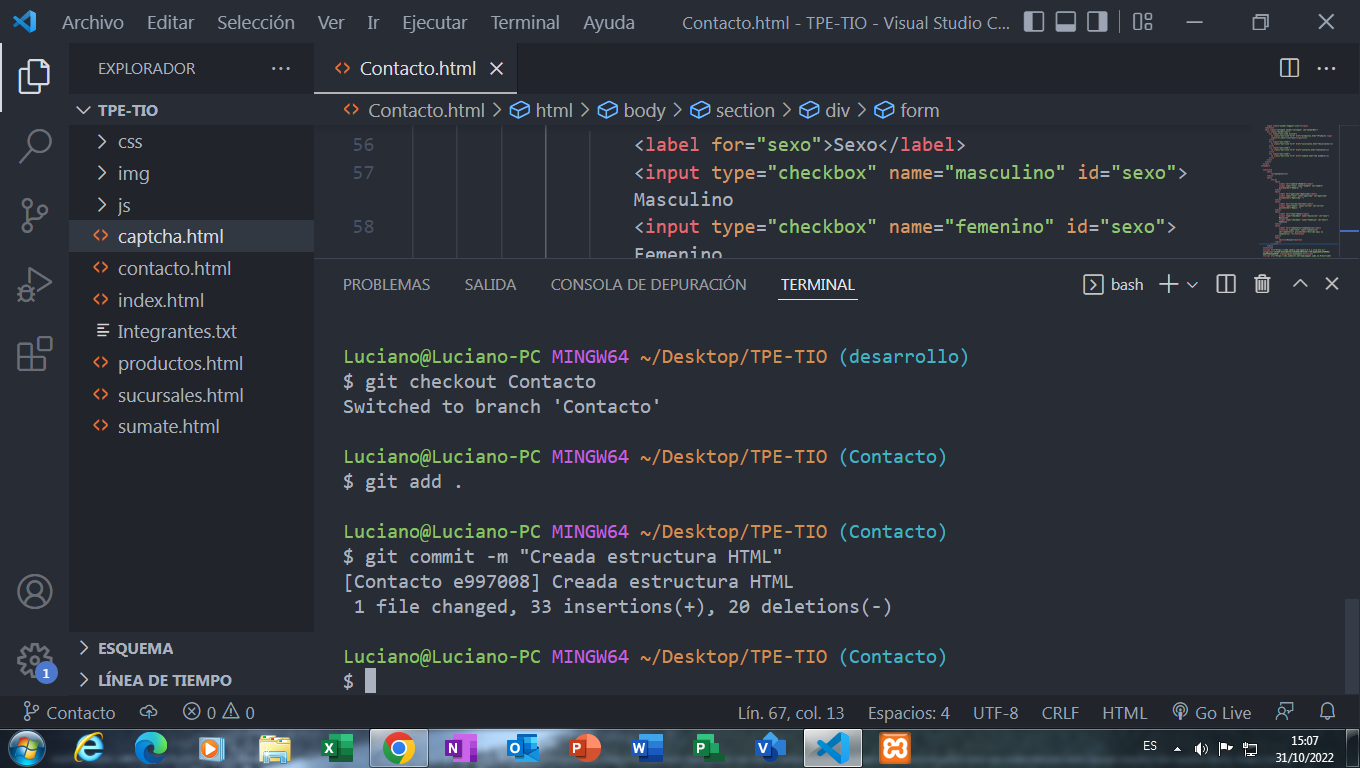 Archivo Editar Selección Ver Ir Ejecutar Terminal Ayuda Contacto.html - TPE-TIO - Visual Studio C...
EXPLORADOR
Contacto.html
TPE-TIO
css
img
js
captcha.html
contacto.html
index.html
Integrantes.txt
productos.html
sucursales.html
sumate.html
ESQUEMA
LÍNEA DE TIEMPO
1
Contacto.html > html > body > section > div > form
56 <label for="sexo">Sexo</label>
57 <input type="checkbox" name="masculino" id="sexo">
Masculino
58 <input type="checkbox" name="femenino" id="sexo">
Femenino
PROBLEMAS SALIDA CONSOLA DE DEPURACIÓN TERMINAL bash
Luciano@Luciano-PC MINGW64 ~/Desktop/TPE-TIO (desarrollo)
$ git checkout Contacto
Switched to branch 'Contacto'
Luciano@Luciano-PC MINGW64 ~/Desktop/TPE-TIO (Contacto)
$ git add .
Luciano@Luciano-PC MINGW64 ~/Desktop/TPE-TIO (Contacto)
$ git commit -m "Creada estructura HTML"
[Contacto e997008] Creada estructura HTML
1 file changed, 33 insertions(+), 20 deletions(-)
Luciano@Luciano-PC MINGW64 ~/Desktop/TPE-TIO (Contacto)
$
Contacto 0 0 Lín. 67, col. 13 Espacios: 4 UTF-8 CRLF HTML Go Live
ES 15:07
31/10/2022